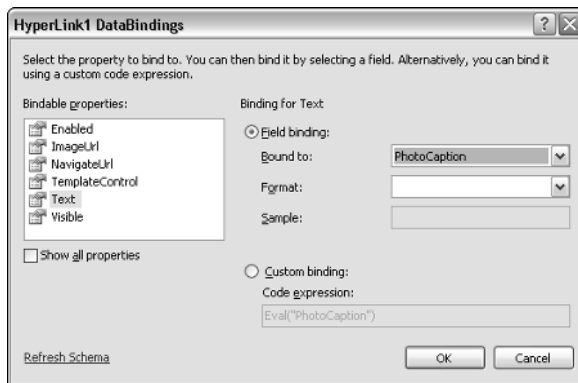 HyperLink1 DataBindings
Select the property to bind to. You can then bind it by selecting a field. Alternatively, you can bind it
using a custom code expression.
Bindable properties:
Enabled
ImageUrl
NavigateUrl
TemplateControl
Text
Visible
Show all properties
Binding for Text
Field binding:
Bound to:
PhotoCaption
Format:
Sample:
Custom binding:
Code expression:
Eval("PhotoCaption")
Refresh Schema
OK
Cancel